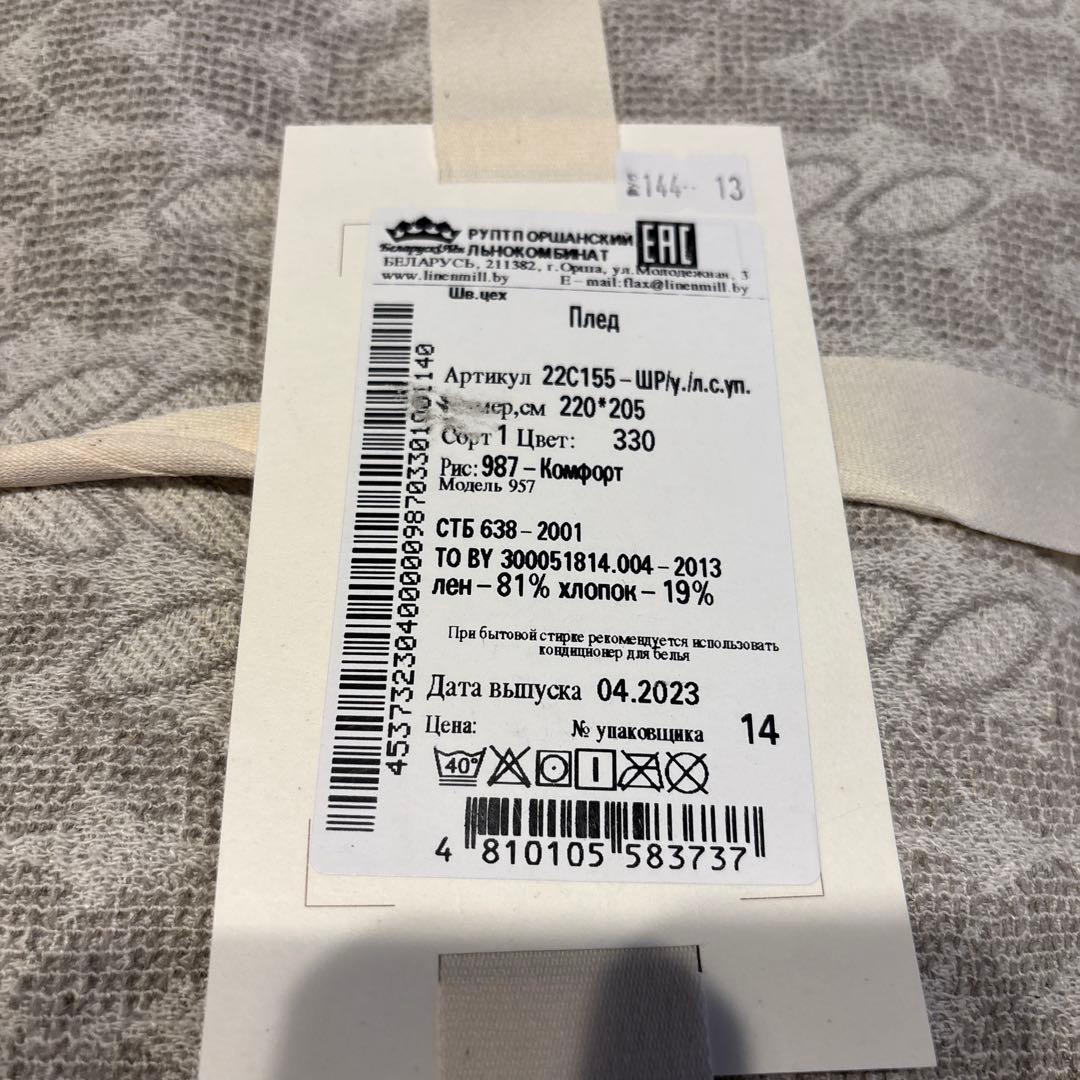 руб 144-- 13
РУПТП ОРШАНСКИЙ
ЛЬНОКОМБИНАТ
EAC
БЕЛАРУСЬ, 211382, г.Орша, ул.Молодежная, 3
www.linenmill.by E-mail:flax@linenmill.by
Шв.цех
Плед
Артикул 22С155-ШР/у./л.с.уп.
мер,см 220*205
Сорт 1 Цвет: 330
Рис: 987-Комфорт
Модель 957
СТБ 638-2001
ТО BY 300051814.004-2013
лен-81% хлопок-19%
При бытовой стирке рекомендуется использовать
кондиционер для белья
Дата выпуска 04.2023
Цена: № упаковщика 14
40°
4 810105 583737